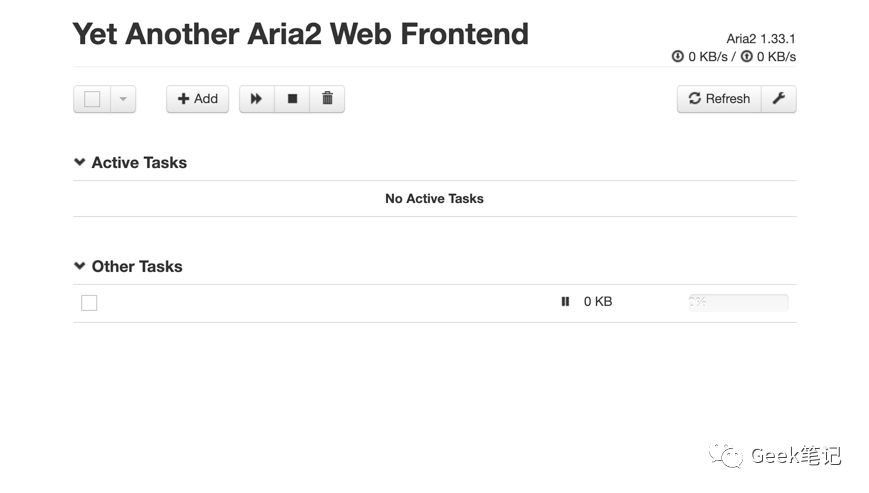 Yet Another Aria2 Web Frontend
Aria2 1.33.1
0 KB/s / 0 KB/s
Add
Refresh
Active Tasks
No Active Tasks
Other Tasks
0 KB
0%
Geek笔记